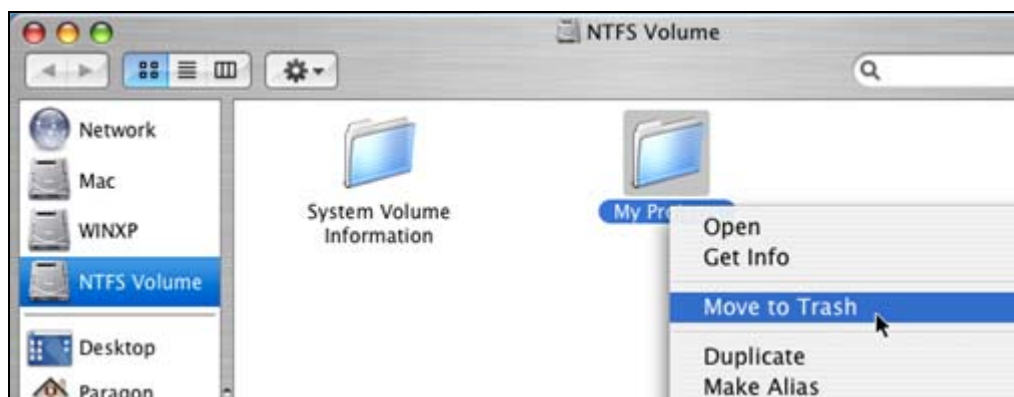 NTFS Volume
Network
Mac
WINXP
NTFS Volume
Desktop
Paragon
System Volume
Information
My
Open
Get Info
Move to Trash
Duplicate
Make Alias